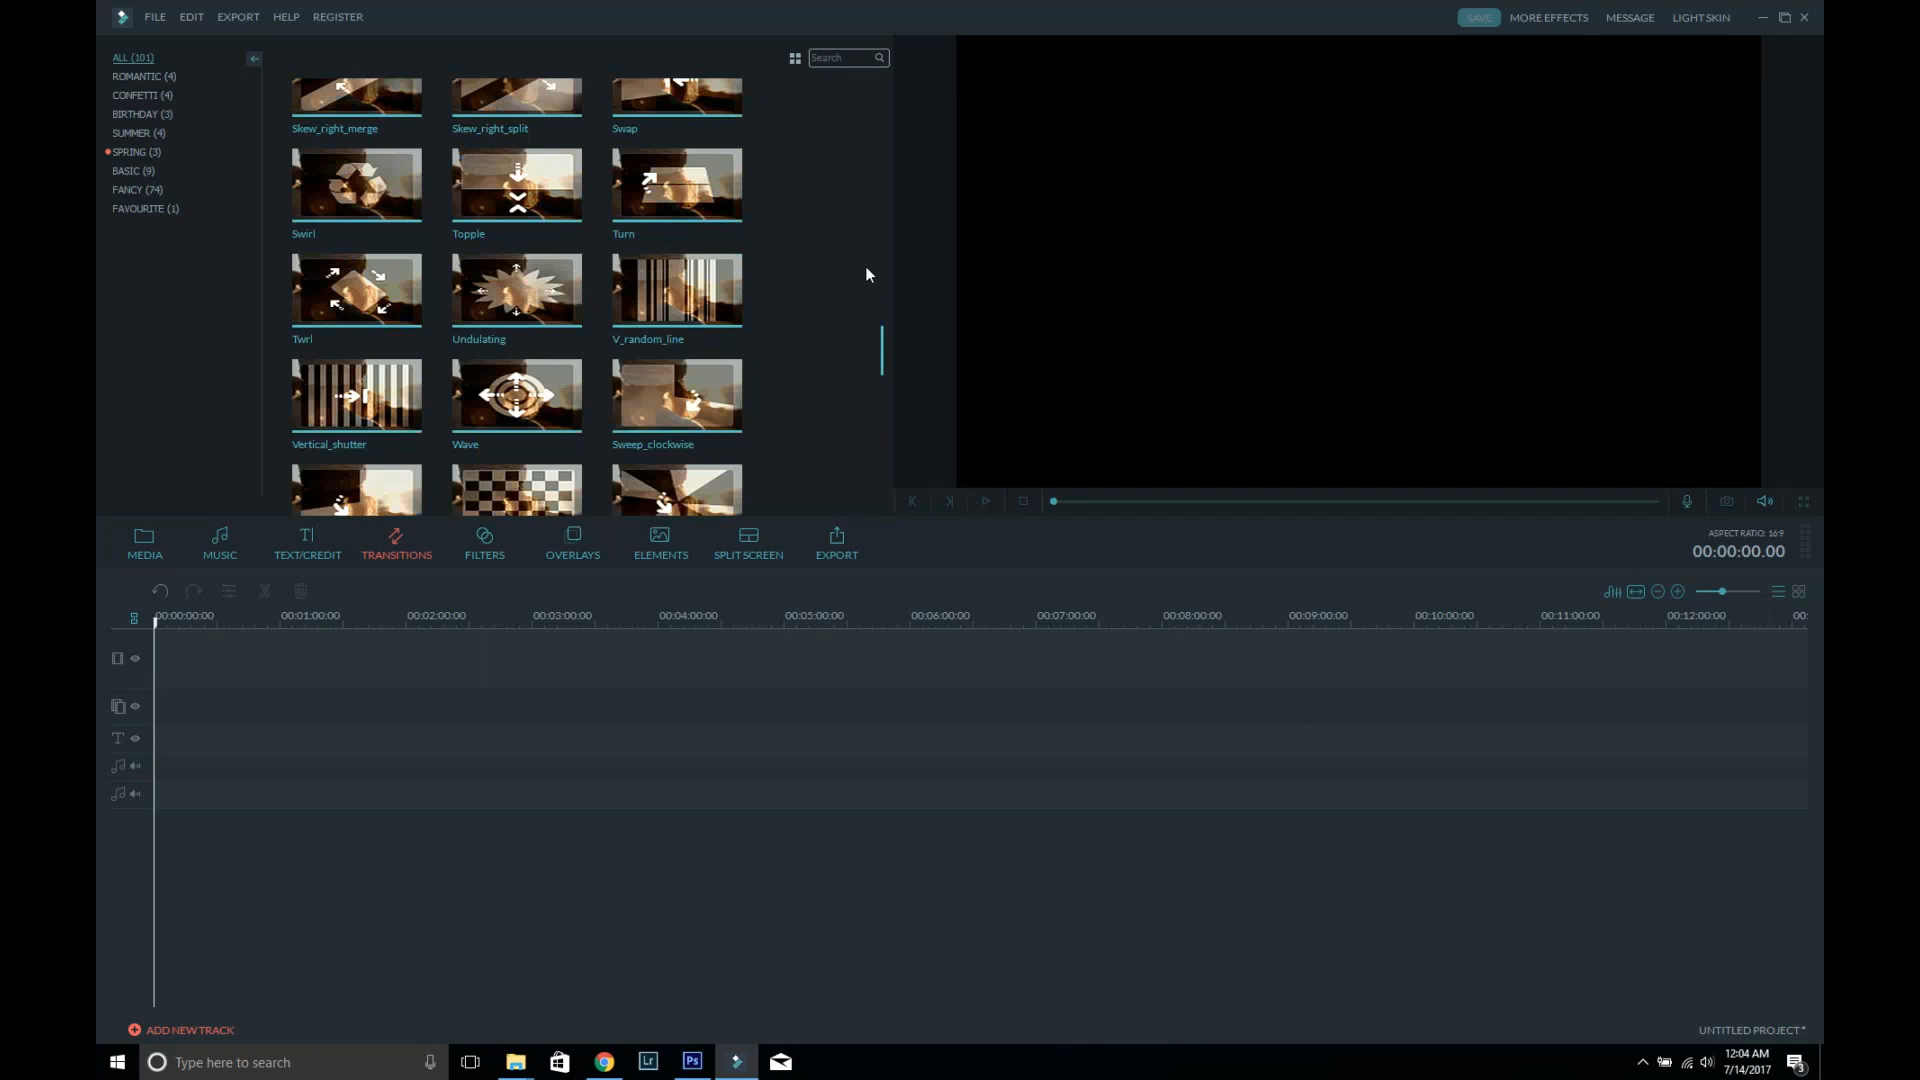 FILE EDIT EXPORT HELP REGISTER
SAVE MORE EFFECTS MESSAGE LIGHT SKIN
ALL (101)
ROMANTIC (4)
CONFETTI (4)
BIRTHDAY (3)
SUMMER (4)
SPRING (3)
BASIC (9)
FANCY (74)
FAVOURITE (1)
Search
Skew_right_merge Skew_right_split Swap
Swirl Topple Turn
Twrl Undulating V_random_line
Vertical_shutter Wave Sweep_clockwise
MEDIA MUSIC TEXT/CREDIT TRANSITIONS FILTERS OVERLAYS ELEMENTS SPLIT SCREEN EXPORT
ASPECT RATIO: 16:9
00:00:00.00
00:00:00:00 00:01:00:00 00:02:00:00 00:03:00:00 00:04:00:00 00:05:00:00 00:06:00:00 00:07:00:00 00:08:00:00 00:09:00:00 00:10:00:00 00:11:00:00 00:12:00:00 00:
ADD NEW TRACK
UNTITLED PROJECT*
Type here to search
Lr
Ps
12:04 AM
7/14/2017
3